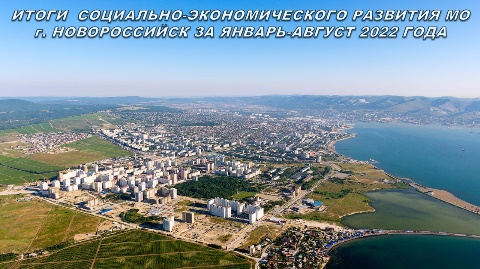 ИТОГИ СОЦИАЛЬНО-ЭКОНОМИЧЕСКОГО РАЗВИТИЯ МО
г. НОВОРОССИЙСК ЗА ЯНВАРЬ-АВГУСТ 2022 ГОДА